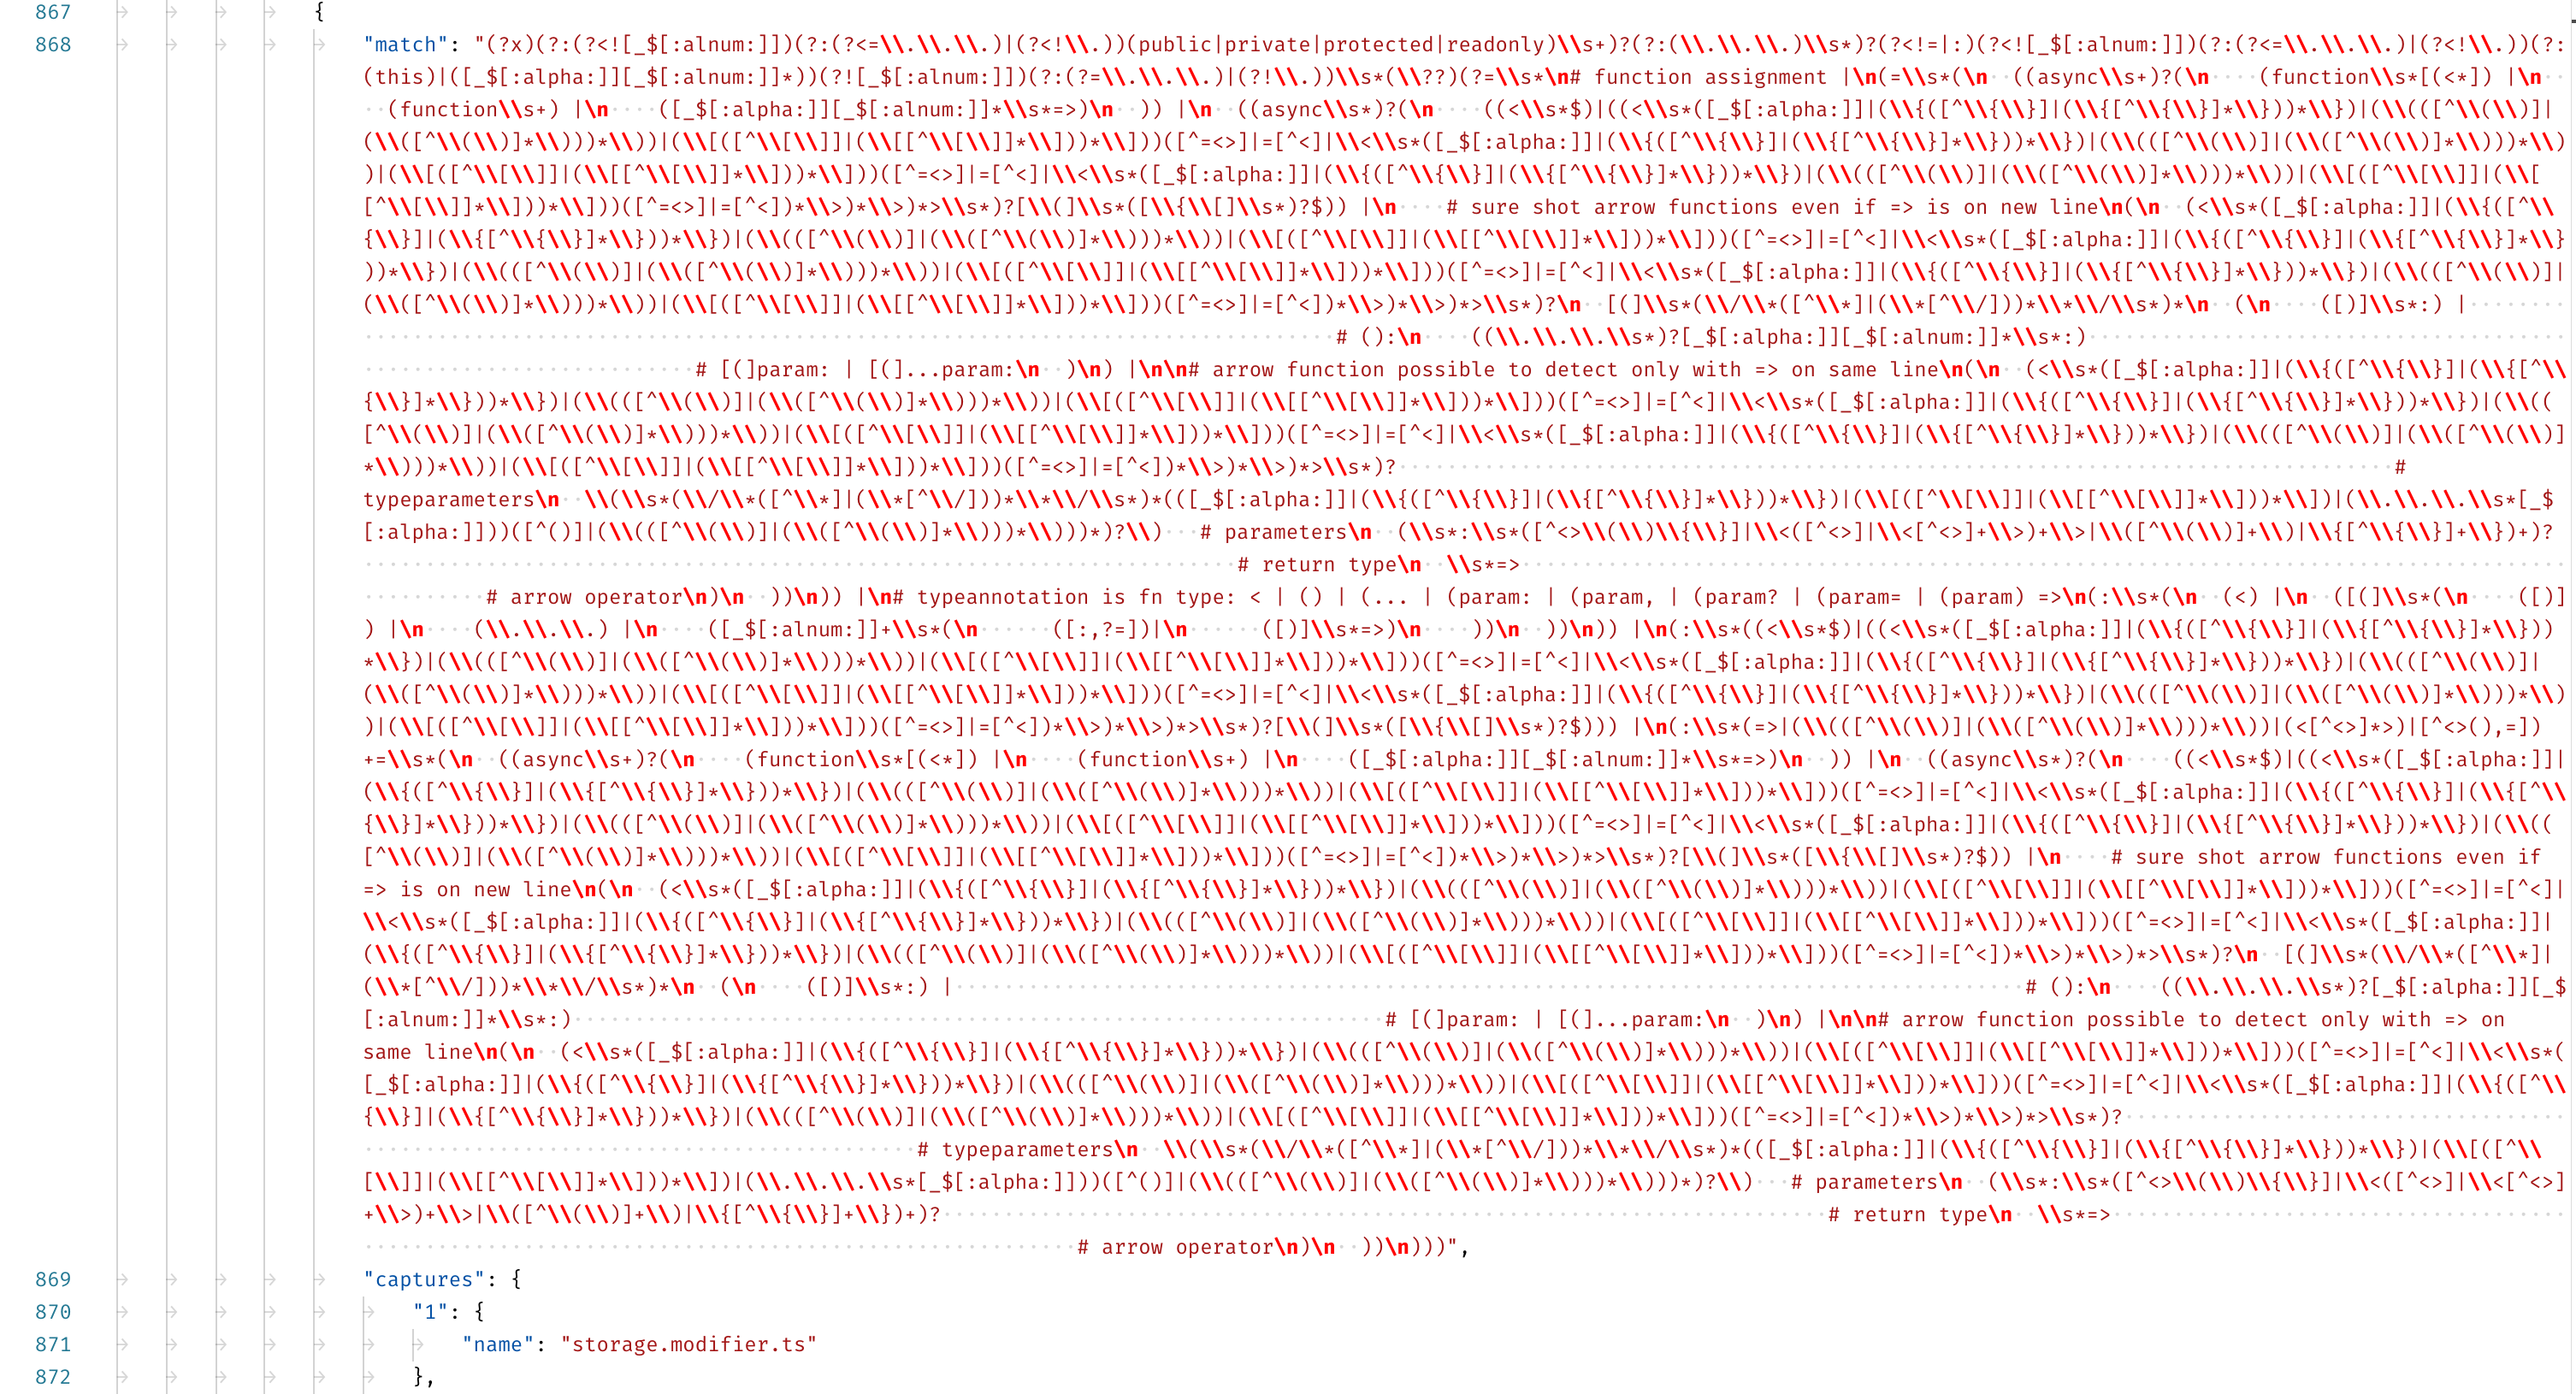 867 {
868 "match": "(?x)(?:(?<![_$[:alnum:]])(?:(?<=\\.\\.\\.)|(?<!\\.))(public|private|protected|readonly)\\s+)?(?:(\\.\\.\\.)\\s*)?(?<!=|:)(?<![_$[:alnum:]])(?:(?<=\\.\\.\\.)|(?<!\\.))(?:
(this)|([_$[:alpha:]][_$[:alnum:]]*))(?![_$[:alnum:]])(?:(?=\\.\\.\\.)|(?!\\.))\\s*(\\??)(?=\\s*\n# function assignment |\n(=\\s*(\n  ((async\\s+)?(\n    (function\\s*[(<*]) |\n
(function\\s+) |\n    ([_$[:alpha:]][_$[:alnum:]]*\\s*=>)\n  )) |\n  ((async\\s*)?(\n    ((<\\s*$)|((<\\s*([_$[:alpha:]]|(\\{([^\\{\\}]|(\\{[^\\{\\}]*\\}))*\\})|(\\(([^\\(\\)]|
(\\([^\\(\\)]*\\)))*\\))|(\\[([^\\[\\]]|(\\[[^\\[\\]]*\\]))*\\]))([^=<>]|=[^<]|\\<\\s*([_$[:alpha:]]|(\\{([^\\{\\}]|(\\{[^\\{\\}]*\\}))*\\})|(\\(([^\\(\\)]|(\\([^\\(\\)]*\\)))*\\)
)|(\\[([^\\[\\]]|(\\[[^\\[\\]]*\\]))*\\]))([^=<>]|=[^<]|\\<\\s*([_$[:alpha:]]|(\\{([^\\{\\}]|(\\{[^\\{\\}]*\\}))*\\})|(\\(([^\\(\\)]|(\\([^\\(\\)]*\\)))*\\))|(\\[([^\\[\\]]|(\\[
[^\\[\\]]*\\]))*\\]))([^=<>]|=[^<])*\\>)*\\>)*>\\s*)?[\\(]\\s*([\\{\\[]\\s*)?$)) |\n    # sure shot arrow functions even if => is on new line\n(\n  (<\\s*([_$[:alpha:]]|(\\{([^\\
{\\}]|(\\{[^\\{\\}]*\\}))*\\})|(\\(([^\\(\\)]|(\\([^\\(\\)]*\\)))*\\))|(\\[([^\\[\\]]|(\\[[^\\[\\]]*\\]))*\\]))([^=<>]|=[^<]|\\<\\s*([_$[:alpha:]]|(\\{([^\\{\\}]|(\\{[^\\{\\}]*\\}
))*\\})|(\\(([^\\(\\)]|(\\([^\\(\\)]*\\)))*\\))|(\\[([^\\[\\]]|(\\[[^\\[\\]]*\\]))*\\]))([^=<>]|=[^<]|\\<\\s*([_$[:alpha:]]|(\\{([^\\{\\}]|(\\{[^\\{\\}]*\\}))*\\})|(\\(([^\\(\\)]|
(\\([^\\(\\)]*\\)))*\\))|(\\[([^\\[\\]]|(\\[[^\\[\\]]*\\]))*\\]))([^=<>]|=[^<])*\\>)*\\>)*>\\s*)?\n  [(]\\s*(\\/\\*([^\\*]|(\\*[^\\/]))*\\*\\/\\s*)*\n  (\n    ([)]\\s*:) |
# ():\n    ((\\.\\.\\.\\s*)?[_$[:alpha:]][_$[:alnum:]]*\\s*:)
# [(]param: | [(]...param:\n  )\n) |\n\n# arrow function possible to detect only with => on same line\n(\n  (<\\s*([_$[:alpha:]]|(\\{([^\\{\\}]|(\\{[^\\
{\\}]*\\}))*\\})|(\\(([^\\(\\)]|(\\([^\\(\\)]*\\)))*\\))|(\\[([^\\[\\]]|(\\[[^\\[\\]]*\\]))*\\]))([^=<>]|=[^<]|\\<\\s*([_$[:alpha:]]|(\\{([^\\{\\}]|(\\{[^\\{\\}]*\\}))*\\})|(\\((
[^\\(\\)]|(\\([^\\(\\)]*\\)))*\\))|(\\[([^\\[\\]]|(\\[[^\\[\\]]*\\]))*\\]))([^=<>]|=[^<]|\\<\\s*([_$[:alpha:]]|(\\{([^\\{\\}]|(\\{[^\\{\\}]*\\}))*\\})|(\\(([^\\(\\)]|(\\([^\\(\\)]
*\\)))*\\))|(\\[([^\\[\\]]|(\\[[^\\[\\]]*\\]))*\\]))([^=<>]|=[^<])*\\>)*\\>)*>\\s*)? #
typeparameters\n  \\(\\s*(\\/\\*([^\\*]|(\\*[^\\/]))*\\*\\/\\s*)*(([_$[:alpha:]]|(\\{([^\\{\\}]|(\\{[^\\{\\}]*\\}))*\\})|(\\[([^\\[\\]]|(\\[[^\\[\\]]*\\]))*\\])|(\\.\\.\\.\\s*[_$
[:alpha:]]))([^()]|(\\(([^\\(\\)]|(\\([^\\(\\)]*\\)))*\\)))*)?\\)   # parameters\n  (\\s*:\\s*([^<>\\(\\)\\{\\}]|\\<([^<>]|\\<[^<>]+\\>)+\\>|\\([^\\(\\)]+\\)|\\{[^\\{\\}]+\\})+)?
# return type\n  \\s*=>
# arrow operator\n)\n  ))\n)) |\n# typeannotation is fn type: < | () | (... | (param: | (param, | (param? | (param= | (param) =>\n(:\\s*(\n  (<) |\n  ([(]\\s*(\n    ([)]
) |\n    (\\.\\.\\.) |\n    ([_$[:alnum:]]+\\s*(\n      ([:,?=])|\n      ([)]\\s*=>)\n    ))\n  ))\n)) |\n(:\\s*((<\\s*$)|((<\\s*([_$[:alpha:]]|(\\{([^\\{\\}]|(\\{[^\\{\\}]*\\}))
*\\})|(\\(([^\\(\\)]|(\\([^\\(\\)]*\\)))*\\))|(\\[([^\\[\\]]|(\\[[^\\[\\]]*\\]))*\\]))([^=<>]|=[^<]|\\<\\s*([_$[:alpha:]]|(\\{([^\\{\\}]|(\\{[^\\{\\}]*\\}))*\\})|(\\(([^\\(\\)]|
(\\([^\\(\\)]*\\)))*\\))|(\\[([^\\[\\]]|(\\[[^\\[\\]]*\\]))*\\]))([^=<>]|=[^<]|\\<\\s*([_$[:alpha:]]|(\\{([^\\{\\}]|(\\{[^\\{\\}]*\\}))*\\})|(\\(([^\\(\\)]|(\\([^\\(\\)]*\\)))*\\)
)|(\\[([^\\[\\]]|(\\[[^\\[\\]]*\\]))*\\]))([^=<>]|=[^<])*\\>)*\\>)*>\\s*)?[\\(]\\s*([\\{\\[]\\s*)?$))) |\n(:\\s*(=>|(\\(([^\\(\\)]|(\\([^\\(\\)]*\\)))*\\))|(<[^<>]*>)|[^<>(),=])
+=\\s*(\n  ((async\\s+)?(\n    (function\\s*[(<*]) |\n    (function\\s+) |\n    ([_$[:alpha:]][_$[:alnum:]]*\\s*=>)\n  )) |\n  ((async\\s*)?(\n    ((<\\s*$)|((<\\s*([_$[:alpha:]]|
(\\{([^\\{\\}]|(\\{[^\\{\\}]*\\}))*\\})|(\\(([^\\(\\)]|(\\([^\\(\\)]*\\)))*\\))|(\\[([^\\[\\]]|(\\[[^\\[\\]]*\\]))*\\]))([^=<>]|=[^<]|\\<\\s*([_$[:alpha:]]|(\\{([^\\{\\}]|(\\{[^\\
{\\}]*\\}))*\\})|(\\(([^\\(\\)]|(\\([^\\(\\)]*\\)))*\\))|(\\[([^\\[\\]]|(\\[[^\\[\\]]*\\]))*\\]))([^=<>]|=[^<]|\\<\\s*([_$[:alpha:]]|(\\{([^\\{\\}]|(\\{[^\\{\\}]*\\}))*\\})|(\\((
[^\\(\\)]|(\\([^\\(\\)]*\\)))*\\))|(\\[([^\\[\\]]|(\\[[^\\[\\]]*\\]))*\\]))([^=<>]|=[^<])*\\>)*\\>)*>\\s*)?[\\(]\\s*([\\{\\[]\\s*)?$)) |\n    # sure shot arrow functions even if
=> is on new line\n(\n  (<\\s*([_$[:alpha:]]|(\\{([^\\{\\}]|(\\{[^\\{\\}]*\\}))*\\})|(\\(([^\\(\\)]|(\\([^\\(\\)]*\\)))*\\))|(\\[([^\\[\\]]|(\\[[^\\[\\]]*\\]))*\\]))([^=<>]|=[^<]|
\\<\\s*([_$[:alpha:]]|(\\{([^\\{\\}]|(\\{[^\\{\\}]*\\}))*\\})|(\\(([^\\(\\)]|(\\([^\\(\\)]*\\)))*\\))|(\\[([^\\[\\]]|(\\[[^\\[\\]]*\\]))*\\]))([^=<>]|=[^<]|\\<\\s*([_$[:alpha:]]|
(\\{([^\\{\\}]|(\\{[^\\{\\}]*\\}))*\\})|(\\(([^\\(\\)]|(\\([^\\(\\)]*\\)))*\\))|(\\[([^\\[\\]]|(\\[[^\\[\\]]*\\]))*\\]))([^=<>]|=[^<])*\\>)*\\>)*>\\s*)?\n  [(]\\s*(\\/\\*([^\\*]|
(\\*[^\\/]))*\\*\\/\\s*)*\n  (\n    ([)]\\s*:) | # ():\n    ((\\.\\.\\.\\s*)?[_$[:alpha:]][_$
[:alnum:]]*\\s*:) # [(]param: | [(]...param:\n  )\n) |\n\n# arrow function possible to detect only with => on
same line\n(\n  (<\\s*([_$[:alpha:]]|(\\{([^\\{\\}]|(\\{[^\\{\\}]*\\}))*\\})|(\\(([^\\(\\)]|(\\([^\\(\\)]*\\)))*\\))|(\\[([^\\[\\]]|(\\[[^\\[\\]]*\\]))*\\]))([^=<>]|=[^<]|\\<\\s*(
[_$[:alpha:]]|(\\{([^\\{\\}]|(\\{[^\\{\\}]*\\}))*\\})|(\\(([^\\(\\)]|(\\([^\\(\\)]*\\)))*\\))|(\\[([^\\[\\]]|(\\[[^\\[\\]]*\\]))*\\]))([^=<>]|=[^<]|\\<\\s*([_$[:alpha:]]|(\\{([^\\
{\\}]|(\\{[^\\{\\}]*\\}))*\\})|(\\(([^\\(\\)]|(\\([^\\(\\)]*\\)))*\\))|(\\[([^\\[\\]]|(\\[[^\\[\\]]*\\]))*\\]))([^=<>]|=[^<])*\\>)*\\>)*>\\s*)?
# typeparameters\n  \\(\\s*(\\/\\*([^\\*]|(\\*[^\\/]))*\\*\\/\\s*)*(([_$[:alpha:]]|(\\{([^\\{\\}]|(\\{[^\\{\\}]*\\}))*\\})|(\\[([^\\
[\\]]|(\\[[^\\[\\]]*\\]))*\\])|(\\.\\.\\.\\s*[_$[:alpha:]]))([^()]|(\\(([^\\(\\)]|(\\([^\\(\\)]*\\)))*\\)))*)?\\)   # parameters\n  (\\s*:\\s*([^<>\\(\\)\\{\\}]|\\<([^<>]|\\<[^<>]
+\\>)+\\>|\\([^\\(\\)]+\\)|\\{[^\\{\\}]+\\})+)? # return type\n  \\s*=>
# arrow operator\n)\n  ))\n)))",
869 "captures": {
870 "1": {
871 "name": "storage.modifier.ts"
872 },